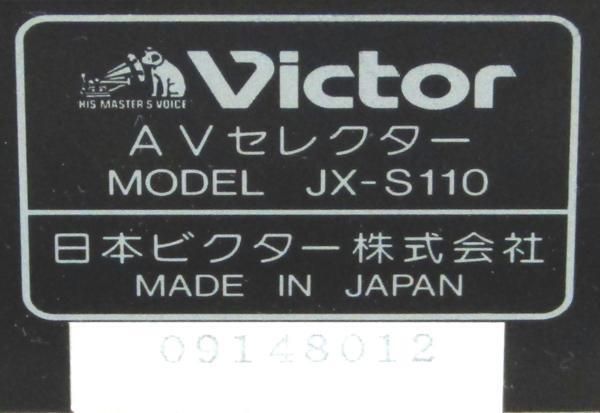 Victor
HIS MASTER'S VOICE
AVセレクター
MODEL JX-S110
日本ビクター株式会社
MADE IN JAPAN
09148012